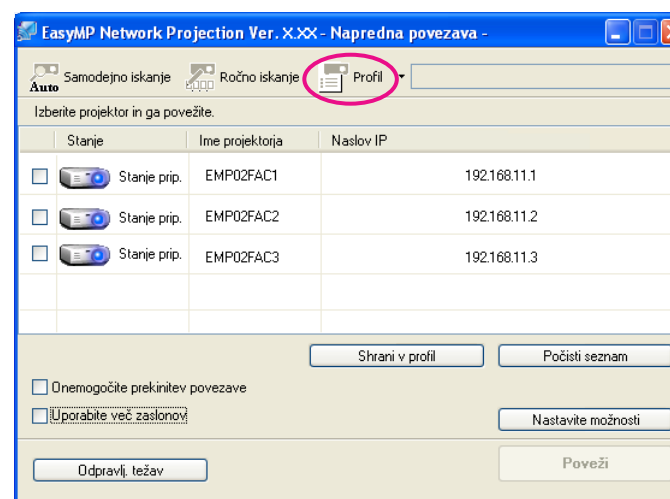 EasyMP Network Projection Ver. X.XX - Napredna povezava -
Auto Samodejno iskanje Ročno iskanje Profil
Izberite projektor in ga povežite.
Stanje Ime projektorja Naslov IP
Stanje prip. EMP02FAC1 192.168.11.1
Stanje prip. EMP02FAC2 192.168.11.2
Stanje prip. EMP02FAC3 192.168.11.3
Shrani v profil Počisti seznam
Onemogočite prekinitev povezave
Uporabite več zaslonov
Nastavite možnosti
Odpravlj. težav Poveži